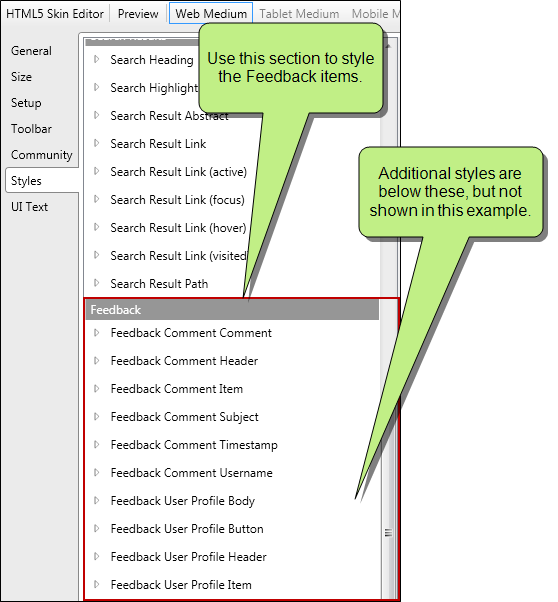 HTML5 Skin Editor Preview Web Medium Tablet Medium Mobile M
General
Size
Setup
Toolbar
Community
Styles
UI Text
Search Heading
Search Highlight
Search Result Abstract
Search Result Link
Search Result Link (active)
Search Result Link (focus)
Search Result Link (hover)
Search Result Link (visited
Search Result Path
Feedback
Feedback Comment Comment
Feedback Comment Header
Feedback Comment Item
Feedback Comment Subject
Feedback Comment Timestamp
Feedback Comment Username
Feedback User Profile Body
Feedback User Profile Button
Feedback User Profile Header
Feedback User Profile Item
Use this section to style
the Feedback items.
Additional styles are
below these, but not
shown in this example.